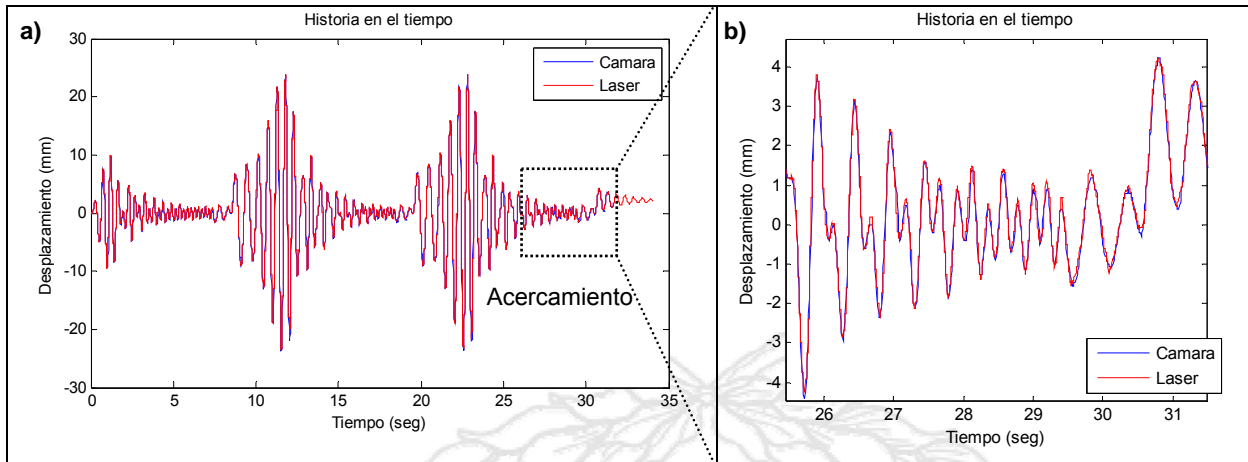 a)
Historia en el tiempo
30
20
10
0
-10
-20
-30
Desplazamiento (mm)
Camara
Laser
Acercamiento
0 5 10 15 20 25 30 35
Tiempo (seg)
b)
Historia en el tiempo
4
3
2
1
0
-1
-2
-3
-4
Desplazamiento (mm)
Camara
Laser
26 27 28 29 30 31
Tiempo (seg)